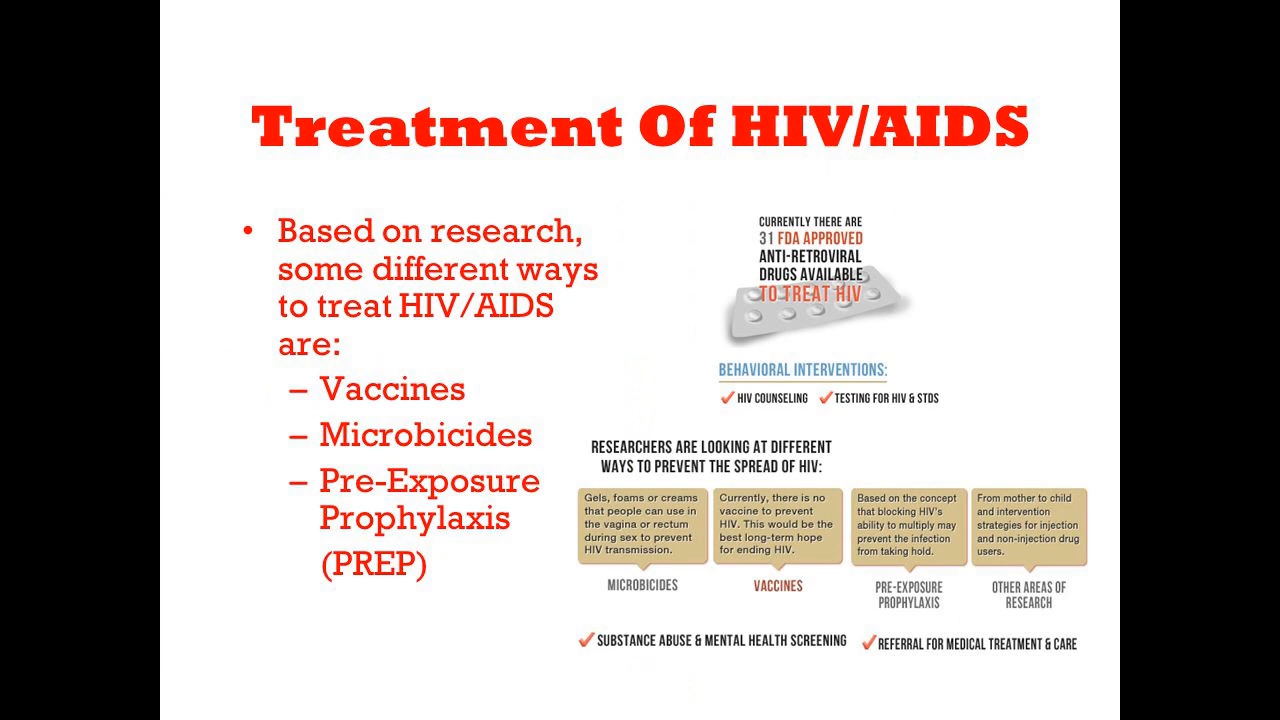 Treatment Of HIV/AIDS
• Based on research,
some different ways
to treat HIV/AIDS
are:
– Vaccines
– Microbicides
– Pre-Exposure
Prophylaxis
(PREP)
CURRENTLY THERE ARE
31 FDA APPROVED
ANTI-RETROVIRAL
DRUGS AVAILABLE
TO TREAT HIV
BEHAVIORAL INTERVENTIONS:
✓ HIV COUNSELING ✓ TESTING FOR HIV & STDS
RESEARCHERS ARE LOOKING AT DIFFERENT
WAYS TO PREVENT THE SPREAD OF HIV:
Gels, foams or creams
that people can use in
the vagina or rectum
during sex to prevent
HIV transmission.
MICROBICIDES
Currently, there is no
vaccine to prevent
HIV. This would be the
best long-term hope
for ending HIV.
VACCINES
Based on the concept
that blocking HIV's
ability to multiply may
prevent the infection
from taking hold.
PRE-EXPOSURE
PROPHYLAXIS
From mother to child
and intervention
strategies for injection
and non-injection drug
users.
OTHER AREAS OF
RESEARCH
✓ SUBSTANCE ABUSE & MENTAL HEALTH SCREENING ✓ REFERRAL FOR MEDICAL TREATMENT & CARE